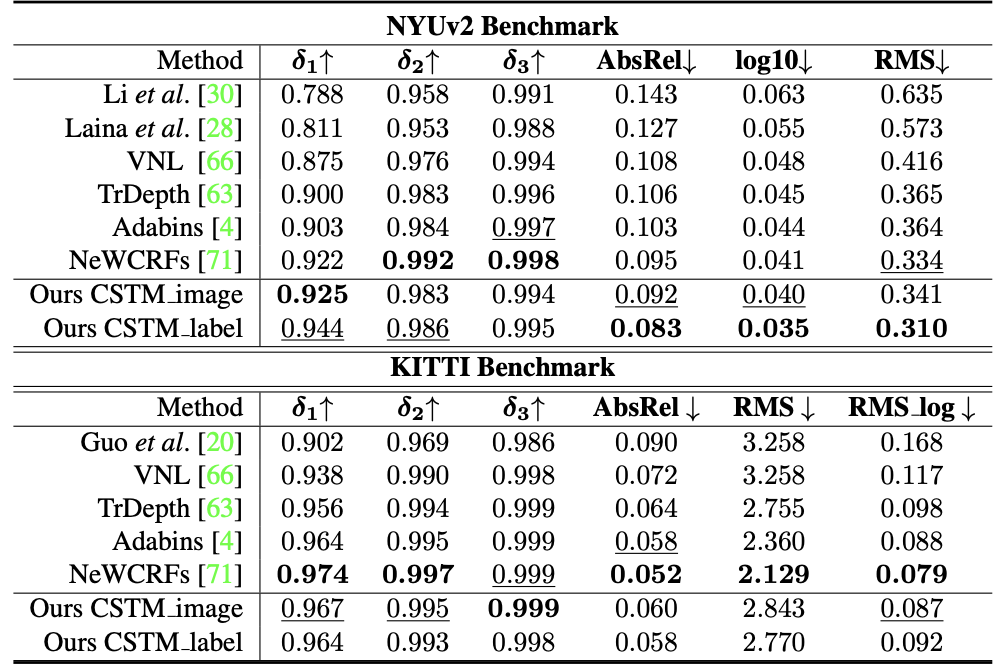 NYUv2 Benchmark
Method δ1↑ δ2↑ δ3↑ AbsRel↓ log10↓ RMS↓
Li et al. [30] 0.788 0.958 0.991 0.143 0.063 0.635
Laina et al. [28] 0.811 0.953 0.988 0.127 0.055 0.573
VNL [66] 0.875 0.976 0.994 0.108 0.048 0.416
TrDepth [63] 0.900 0.983 0.996 0.106 0.045 0.365
Adabins [4] 0.903 0.984 0.997 0.103 0.044 0.364
NeWCRFs [71] 0.922 0.992 0.998 0.095 0.041 0.334
Ours CSTM_image 0.925 0.983 0.994 0.092 0.040 0.341
Ours CSTM_label 0.944 0.986 0.995 0.083 0.035 0.310
KITTI Benchmark
Method δ1↑ δ2↑ δ3↑ AbsRel ↓ RMS ↓ RMS_log ↓
Guo et al. [20] 0.902 0.969 0.986 0.090 3.258 0.168
VNL [66] 0.938 0.990 0.998 0.072 3.258 0.117
TrDepth [63] 0.956 0.994 0.999 0.064 2.755 0.098
Adabins [4] 0.964 0.995 0.999 0.058 2.360 0.088
NeWCRFs [71] 0.974 0.997 0.999 0.052 2.129 0.079
Ours CSTM_image 0.967 0.995 0.999 0.060 2.843 0.087
Ours CSTM_label 0.964 0.993 0.998 0.058 2.770 0.092